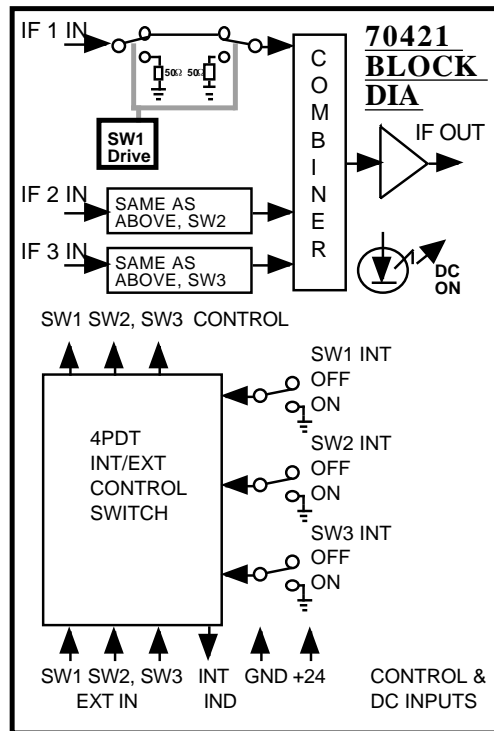 IF 1 IN
70421
BLOCK
DIA
50Ω 50Ω
SW1
Drive
COMBINER
IF OUT
IF 2 IN
SAME AS
ABOVE, SW2
IF 3 IN
SAME AS
ABOVE, SW3
DC
ON
SW1 SW2, SW3 CONTROL
SW1 INT
OFF
ON
4PDT
INT/EXT
CONTROL
SWITCH
SW2 INT
OFF
ON
SW3 INT
OFF
ON
SW1 SW2, SW3 INT GND +24 CONTROL &
EXT IN IND DC INPUTS